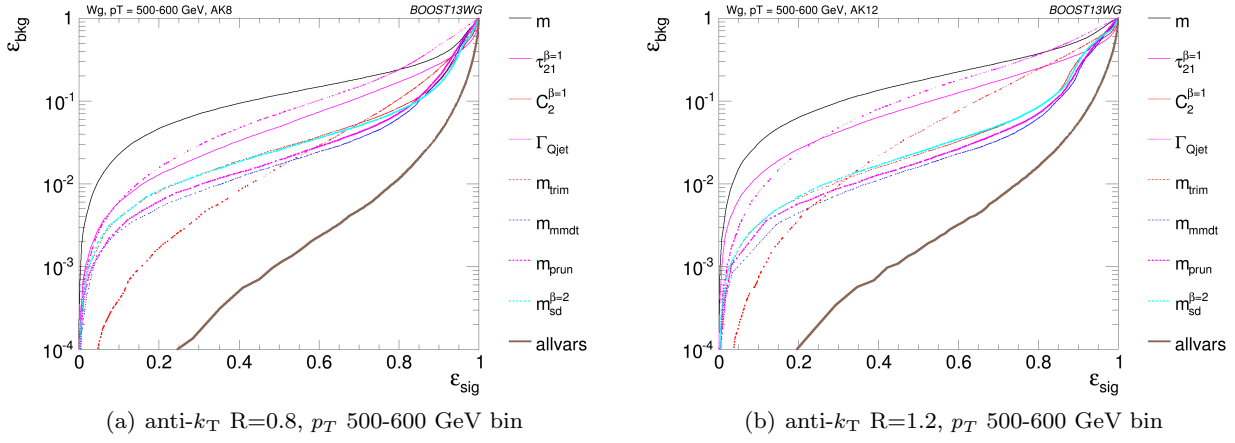 Wg, pT = 500-600 GeV, AK8 BOOST13WG
ε_bkg
1
10^-1
10^-2
10^-3
10^-4
0 0.2 0.4 0.6 0.8 1
ε_sig
m
τ_21^β=1
C_2^β=1
Γ_Qjet
m_trim
m_mmdt
m_prun
m_sd^β=2
allvars
(a) anti-k_T R=0.8, p_T 500-600 GeV bin
Wg, pT = 500-600 GeV, AK12 BOOST13WG
ε_bkg
1
10^-1
10^-2
10^-3
10^-4
0 0.2 0.4 0.6 0.8 1
ε_sig
m
τ_21^β=1
C_2^β=1
Γ_Qjet
m_trim
m_mmdt
m_prun
m_sd^β=2
allvars
(b) anti-k_T R=1.2, p_T 500-600 GeV bin